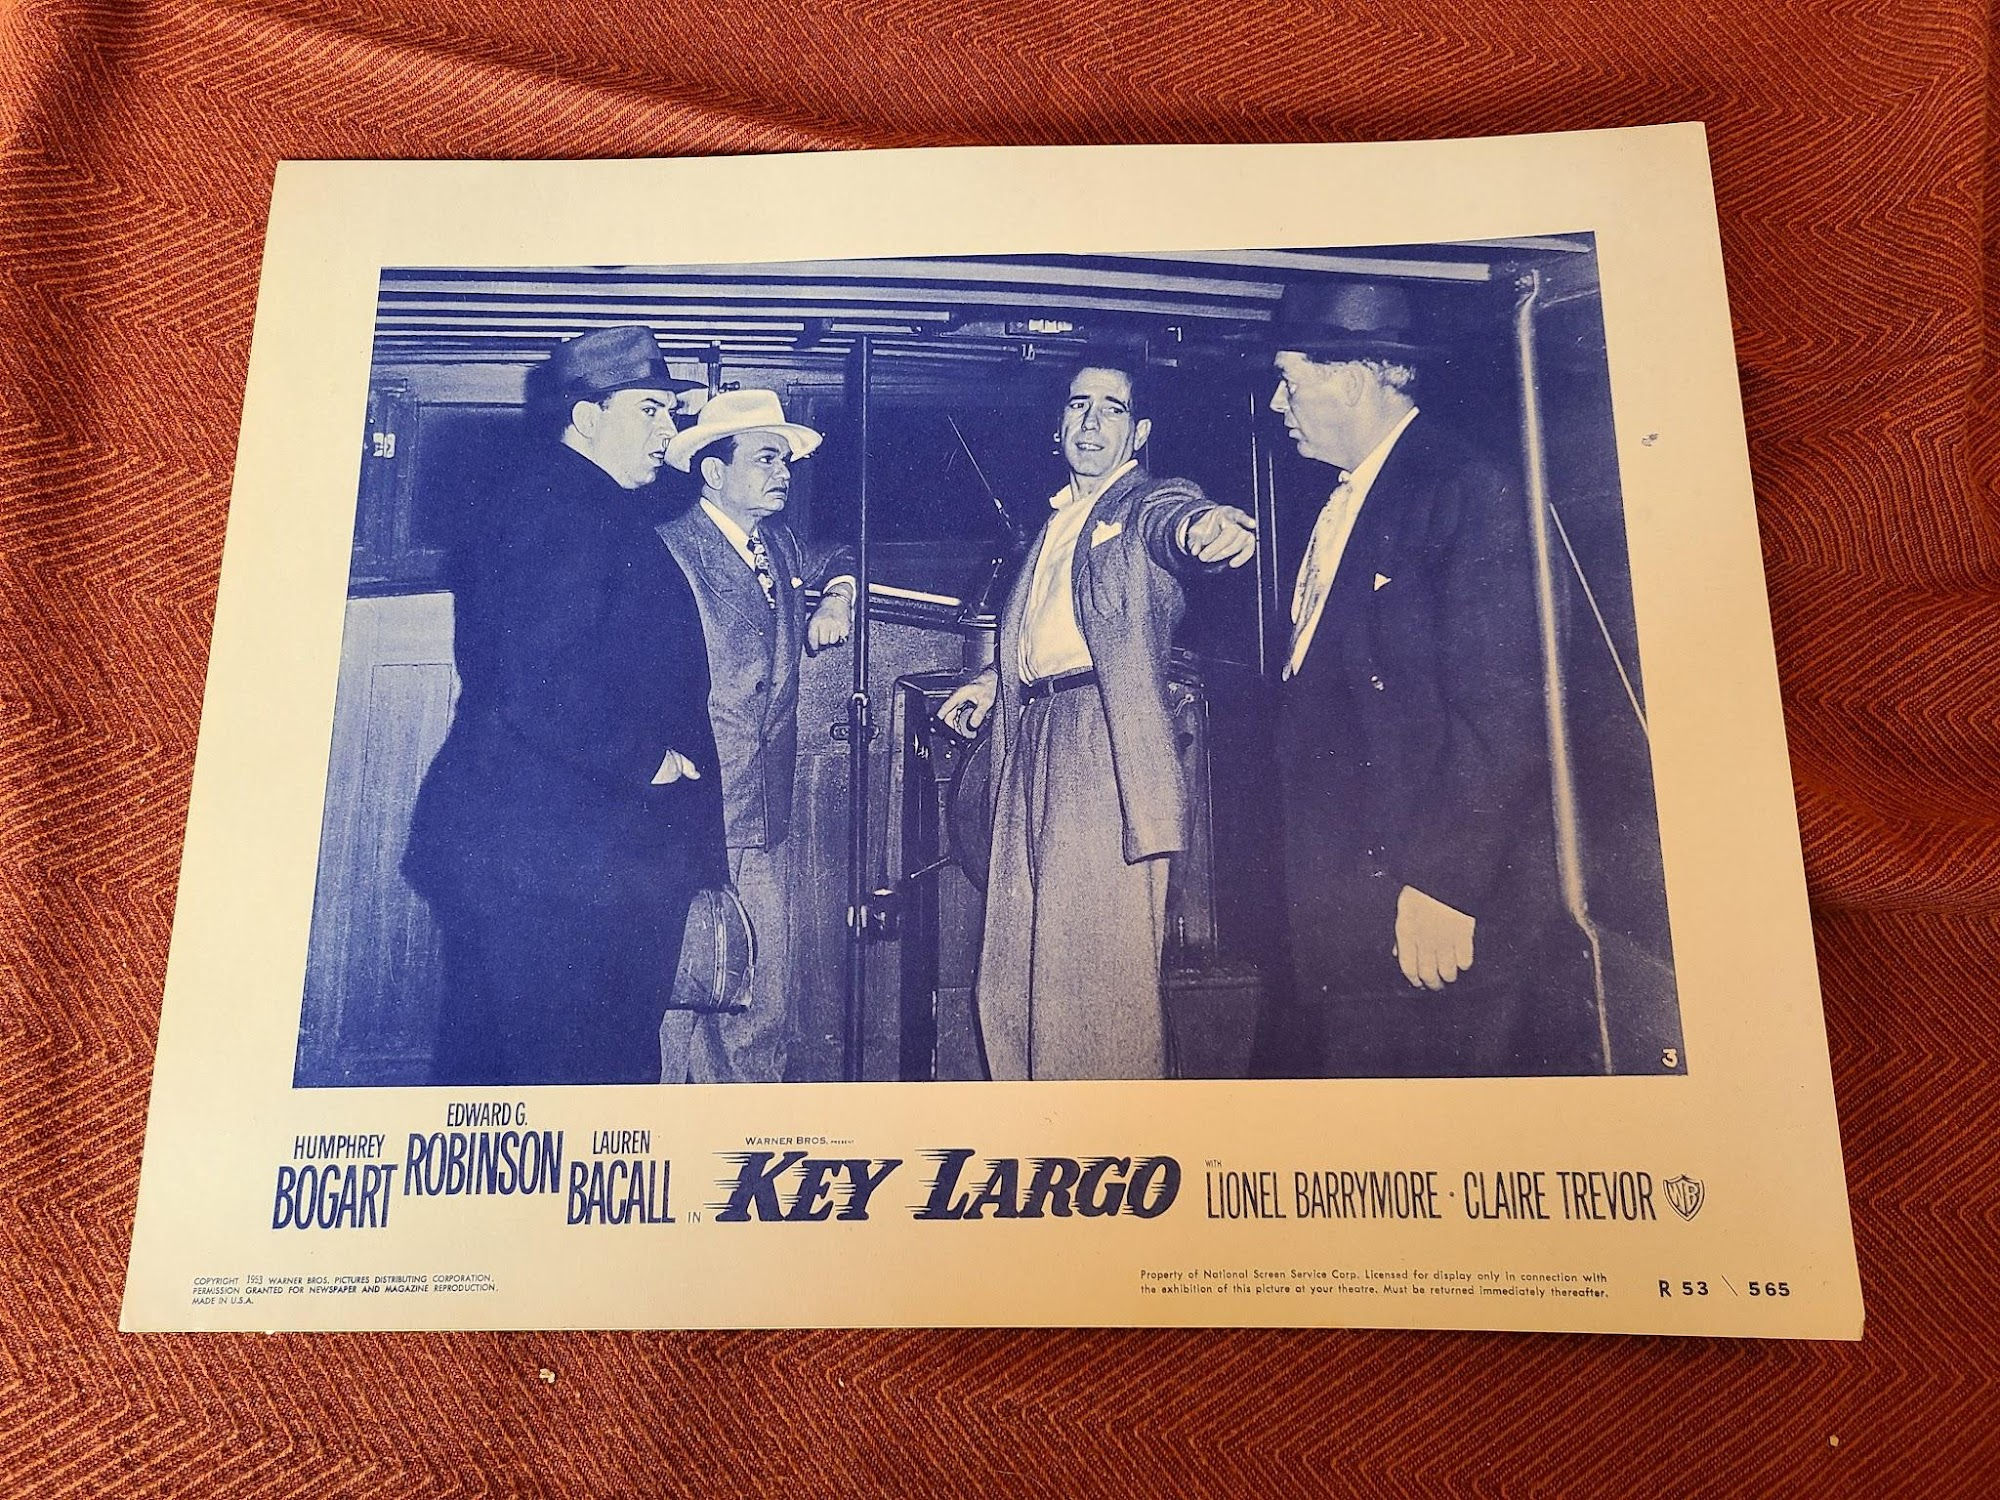 3
HUMPHREY
BOGART
EDWARD G.
ROBINSON
LAUREN
BACALL
IN
WARNER BROS. PRESENT
KEY LARGO
WITH
LIONEL BARRYMORE · CLAIRE TREVOR
WB
COPYRIGHT 1953 WARNER BROS. PICTURES DISTRIBUTING CORPORATION.
PERMISSION GRANTED FOR NEWSPAPER AND MAGAZINE REPRODUCTION,
MADE IN U.S.A.
Property of National Screen Service Corp. Licensed for display only in connection with
the exhibition of this picture at your theatre. Must be returned immediately thereafter.
R 53 \ 565